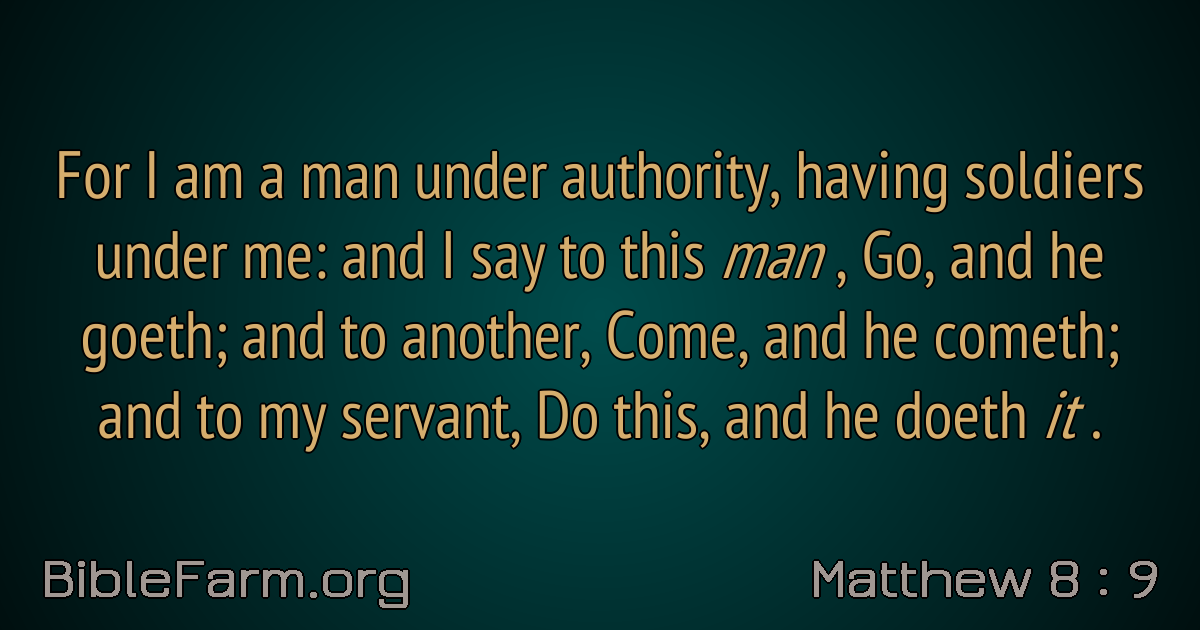 For I am a man under authority, having soldiers
under me: and I say to this man , Go, and he
goeth; and to another, Come, and he cometh;
and to my servant, Do this, and he doeth it .
BibleFarm.org
Matthew 8 : 9